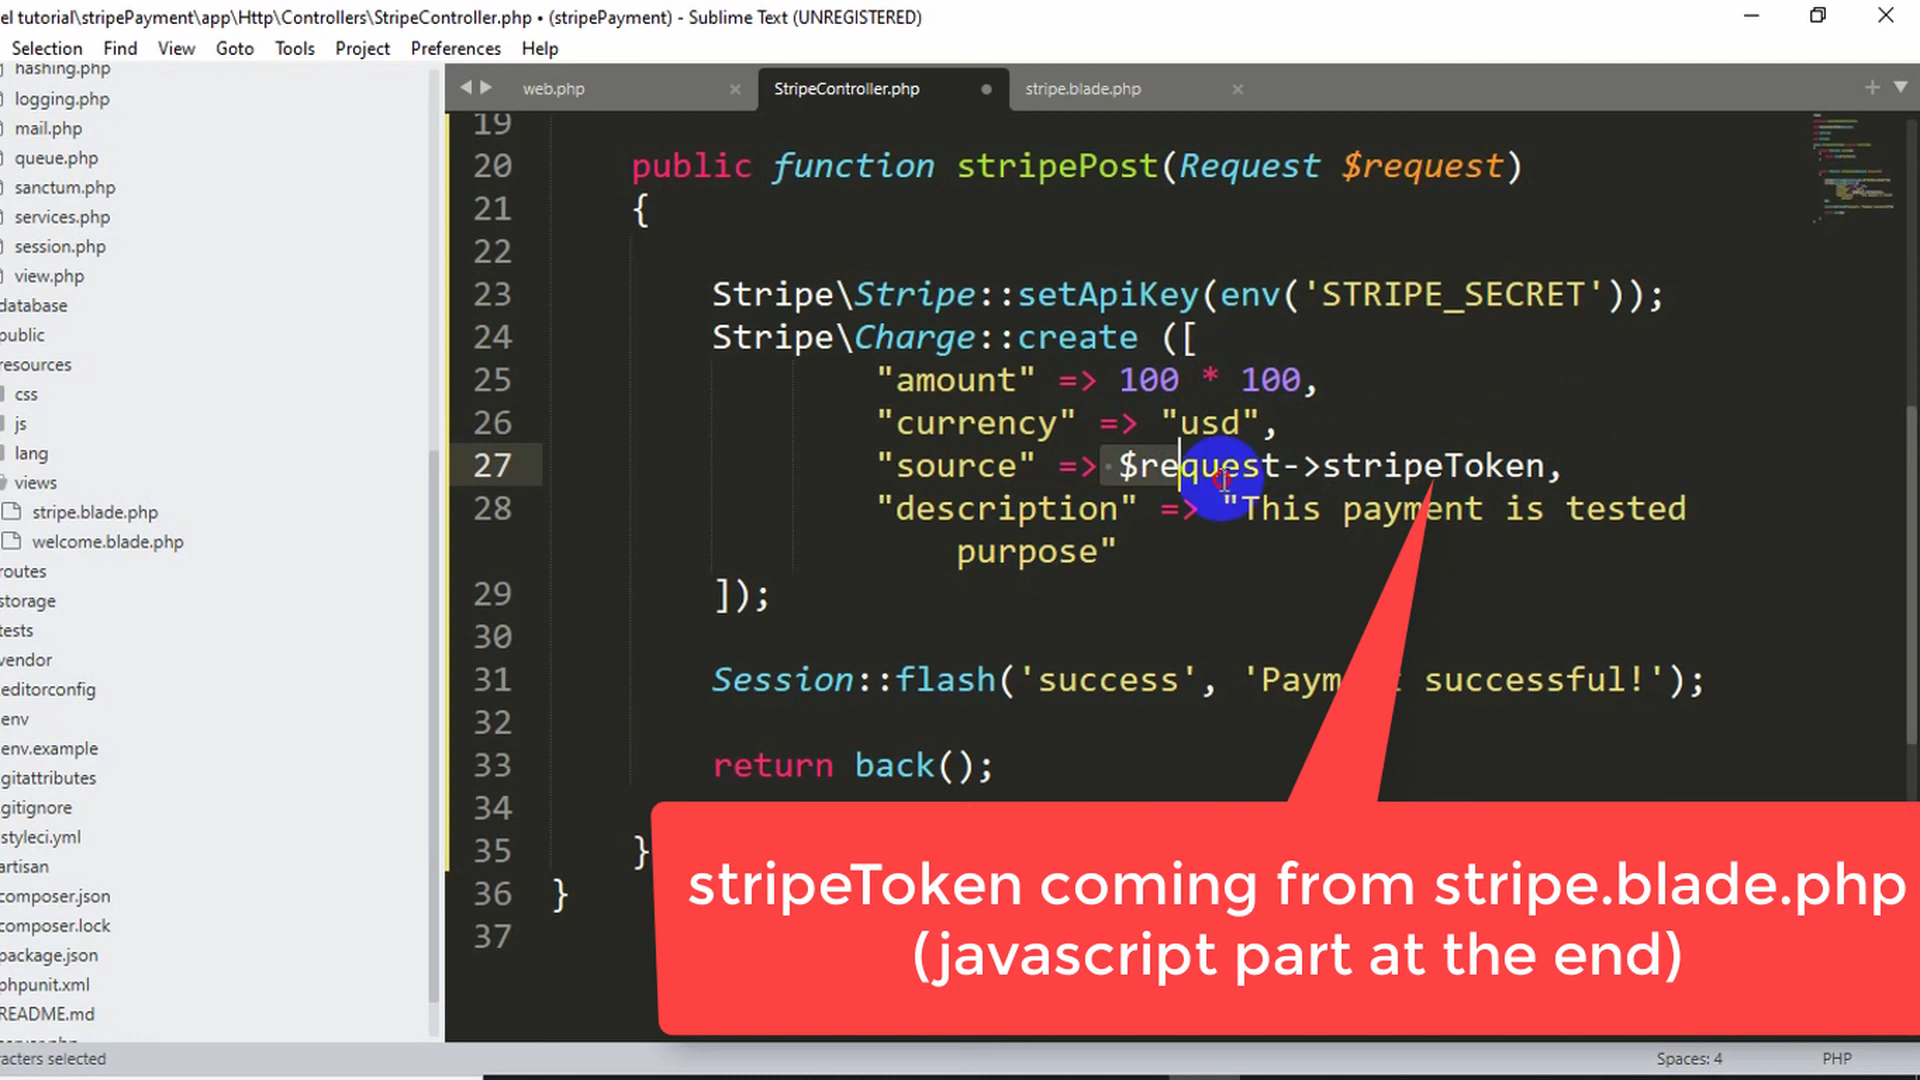 el tutorial\stripePayment\app\Http\Controllers\StripeController.php • (stripePayment) - Sublime Text (UNREGISTERED)
Selection Find View Goto Tools Project Preferences Help
hashing.php
logging.php
mail.php
queue.php
sanctum.php
services.php
session.php
view.php
database
public
resources
css
js
lang
views
stripe.blade.php
welcome.blade.php
routes
storage
tests
vendor
editorconfig
env
env.example
gitattributes
gitignore
styleci.yml
artisan
composer.json
composer.lock
package.json
phpunit.xml
README.md
web.php StripeController.php stripe.blade.php
19
20 public function stripePost(Request $request)
21 {
22
23 Stripe\Stripe::setApiKey(env('STRIPE_SECRET'));
24 Stripe\Charge::create ([
25 "amount" => 100 * 100,
26 "currency" => "usd",
27 "source" => $request->stripeToken,
28 "description" => "This payment is tested
purpose"
29 ]);
30
31 Session::flash('success', 'Paym successful!');
32
33 return back();
34
35 }
36 }
37
stripeToken coming from stripe.blade.php
(javascript part at the end)
racters selected Spaces: 4 PHP